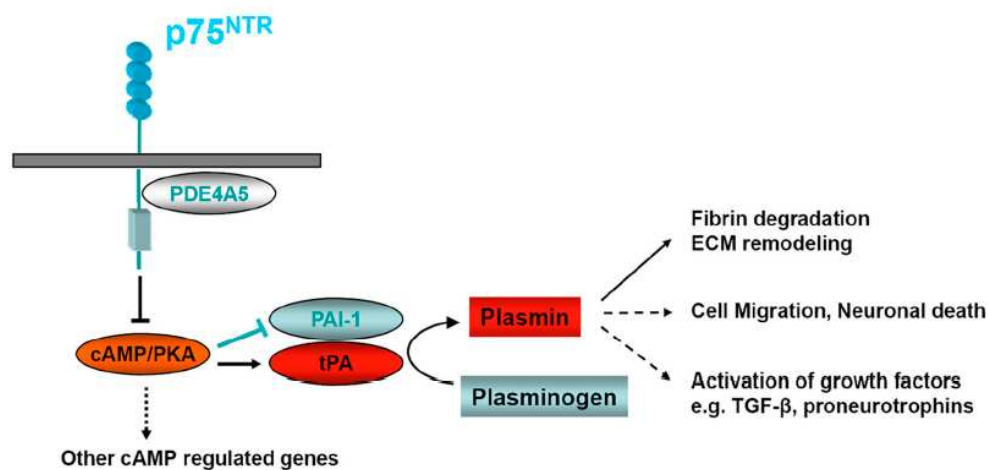 p75NTR
PDE4A5
Fibrin degradation
ECM remodeling
PAI-1
Plasmin
Cell Migration, Neuronal death
cAMP/PKA
tPA
Plasminogen
Activation of growth factors
e.g. TGF-β, proneurotrophins
Other cAMP regulated genes